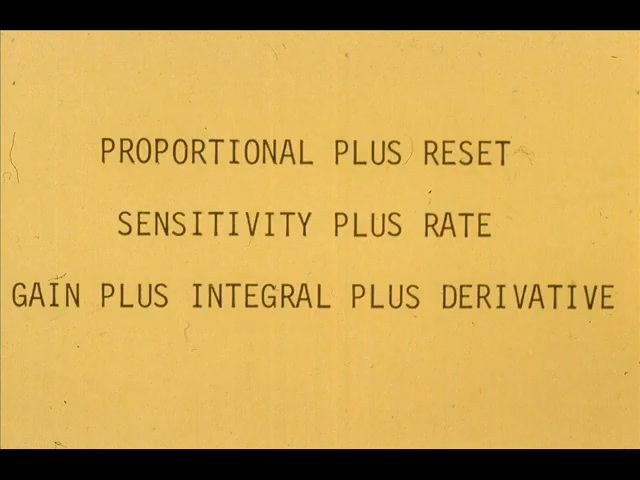 PROPORTIONAL PLUS RESET
SENSITIVITY PLUS RATE
GAIN PLUS INTEGRAL PLUS DERIVATIVE